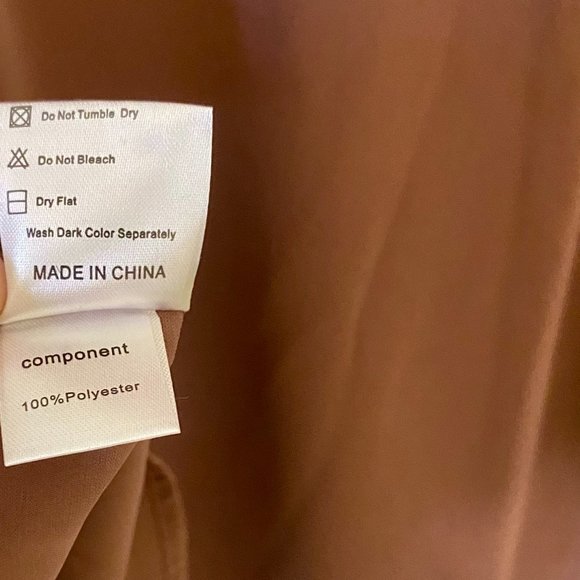 Do Not Tumble Dry
Do Not Bleach
Dry Flat
Wash Dark Color Separately
MADE IN CHINA
component
100%Polyester